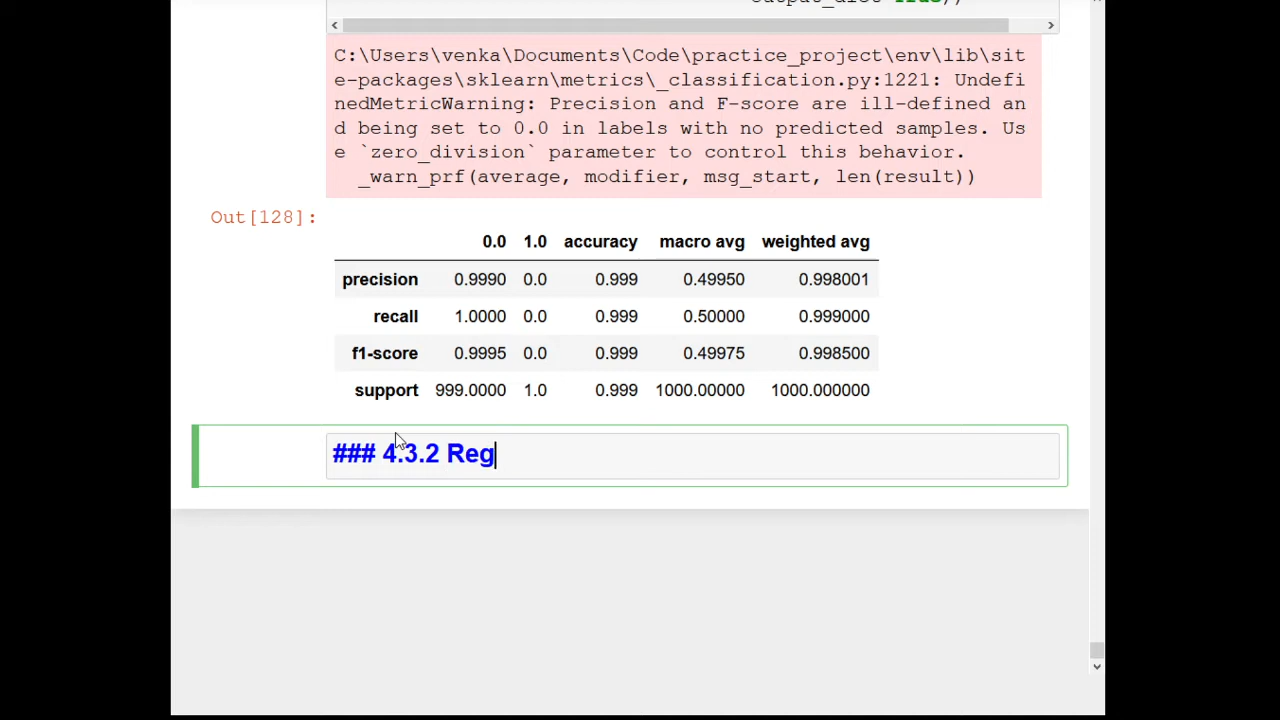 C:\Users\venka\Documents\Code\practice_project\env\lib\sit
e-packages\sklearn\metrics\_classification.py:1221: Undefi
nedMetricWarning: Precision and F-score are ill-defined an
d being set to 0.0 in labels with no predicted samples. Us
e `zero_division` parameter to control this behavior.
_warn_prf(average, modifier, msg_start, len(result))
Out[128]:
0.0 1.0 accuracy macro avg weighted avg
precision 0.9990 0.0 0.999 0.49950 0.998001
recall 1.0000 0.0 0.999 0.50000 0.999000
f1-score 0.9995 0.0 0.999 0.49975 0.998500
support 999.0000 1.0 0.999 1000.00000 1000.000000
### 4.3.2 Reg